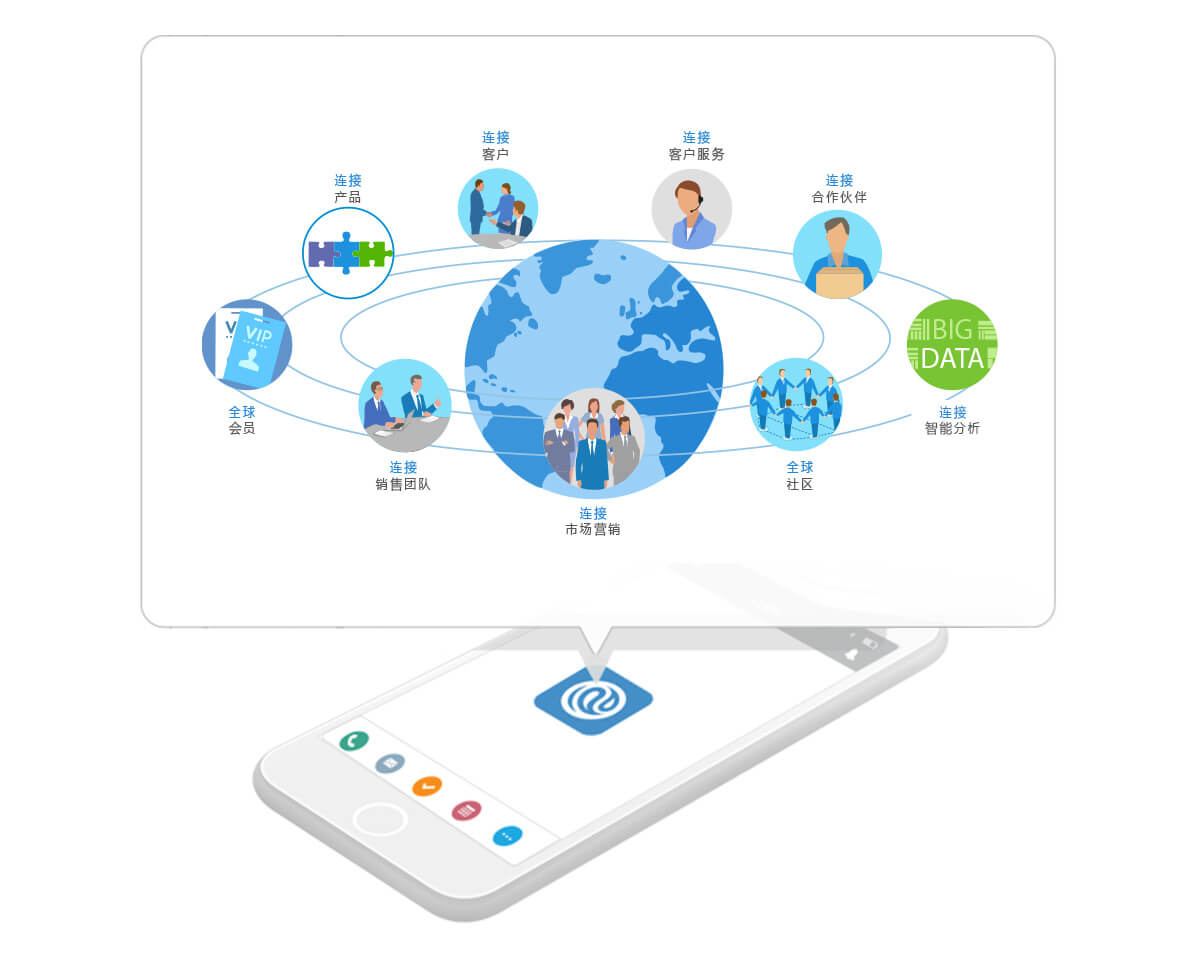 连接
客户
连接
客户服务
连接
产品
连接
合作伙伴
VIP
BIG
DATA
全球
会员
连接
智能分析
连接
销售团队
全球
社区
连接
市场营销